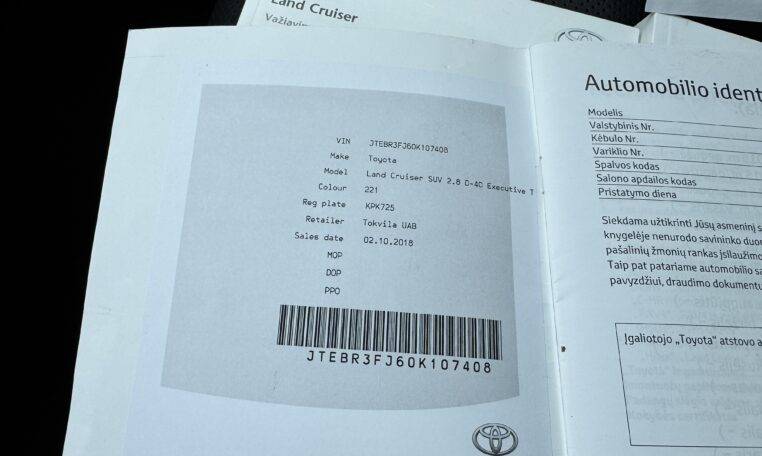 Land Cruiser
VIN JTEBR3FJ60K107408
Make Toyota
Model Land Cruiser SUV 2.8 D-4D Executive T
Colour 221
Reg plate KPK725
Retailer Tokvila UAB
Sales date 02.10.2018
MOP
DOP
PPO
JTEBR3FJ60K107408
Automobilio ident
Modelis
Valstybinis Nr.
Kėbulo Nr.
Variklio Nr.
Spalvos kodas
Salono apdailos kodas
Pristatymo diena
Siekdama užtikrinti Jūsų asmeninį s
knygelėje nenurodo savininko duo
pašalinių žmonių rankas įsilaužimo
Taip pat patariame automobilio sa
pavyzdžiui, draudimo dokumentu
Įgaliotojo „Toyota“ atstovo a